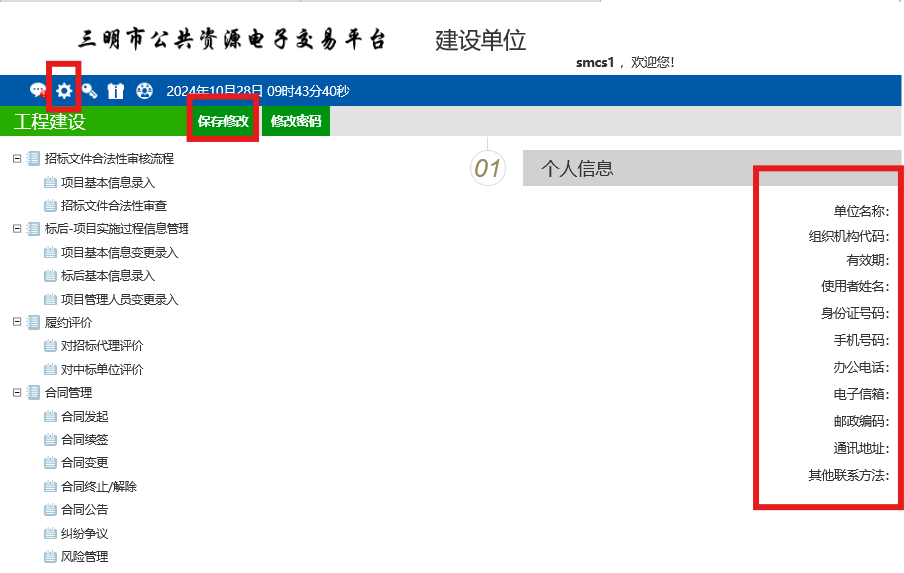 三明市公共资源电子交易平台
建设单位
smcs1 ，欢迎您!
2024年10月28日 09时43分40秒
工程建设
保存修改
修改密码
招标文件合法性审核流程
项目基本信息录入
招标文件合法性审查
标后-项目实施过程信息管理
项目基本信息变更录入
标后基本信息录入
项目管理人员变更录入
履约评价
对招标代理评价
对中标单位评价
合同管理
合同发起
合同续签
合同变更
合同终止/解除
合同公告
纠纷争议
风险管理
01
个人信息
单位名称:
组织机构代码:
有效期:
使用者姓名:
身份证号码:
手机号码:
办公电话:
电子信箱:
邮政编码:
通讯地址:
其他联系方法: